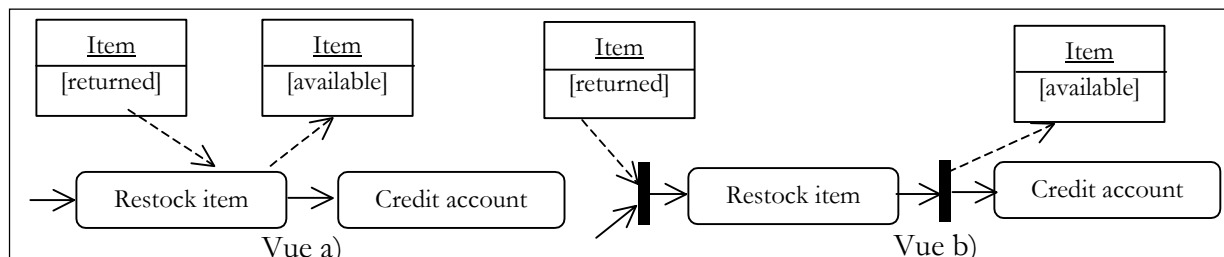 Item
[returned]
Item
[available]
Restock item
Credit account
Vue a)
Item
[returned]
Item
[available]
Restock item
Credit account
Vue b)